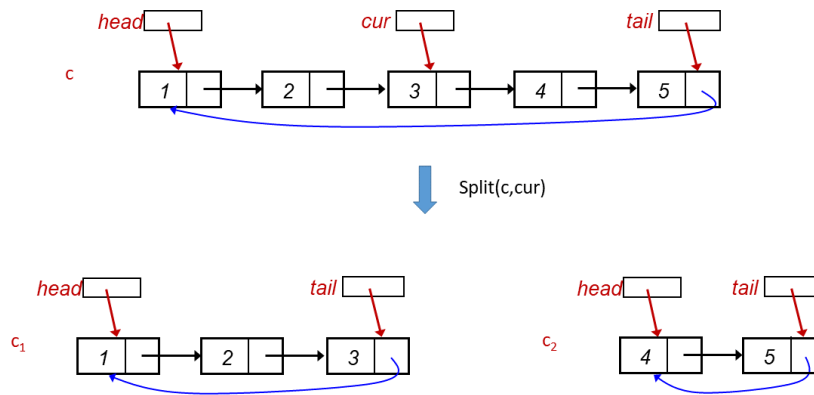 head cur tail
c
1 2 3 4 5
Split(c,cur)
head tail head tail
c1 c2
1 2 3 4 5